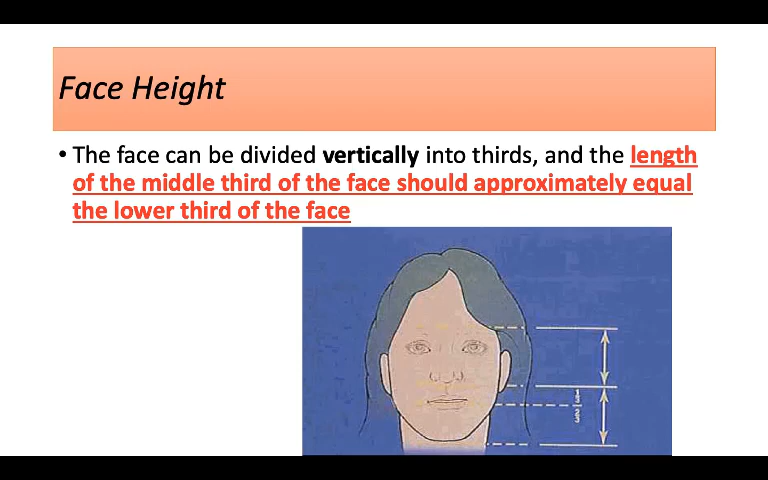 Face Height
• The face can be divided vertically into thirds, and the length
of the middle third of the face should approximately equal
the lower third of the face